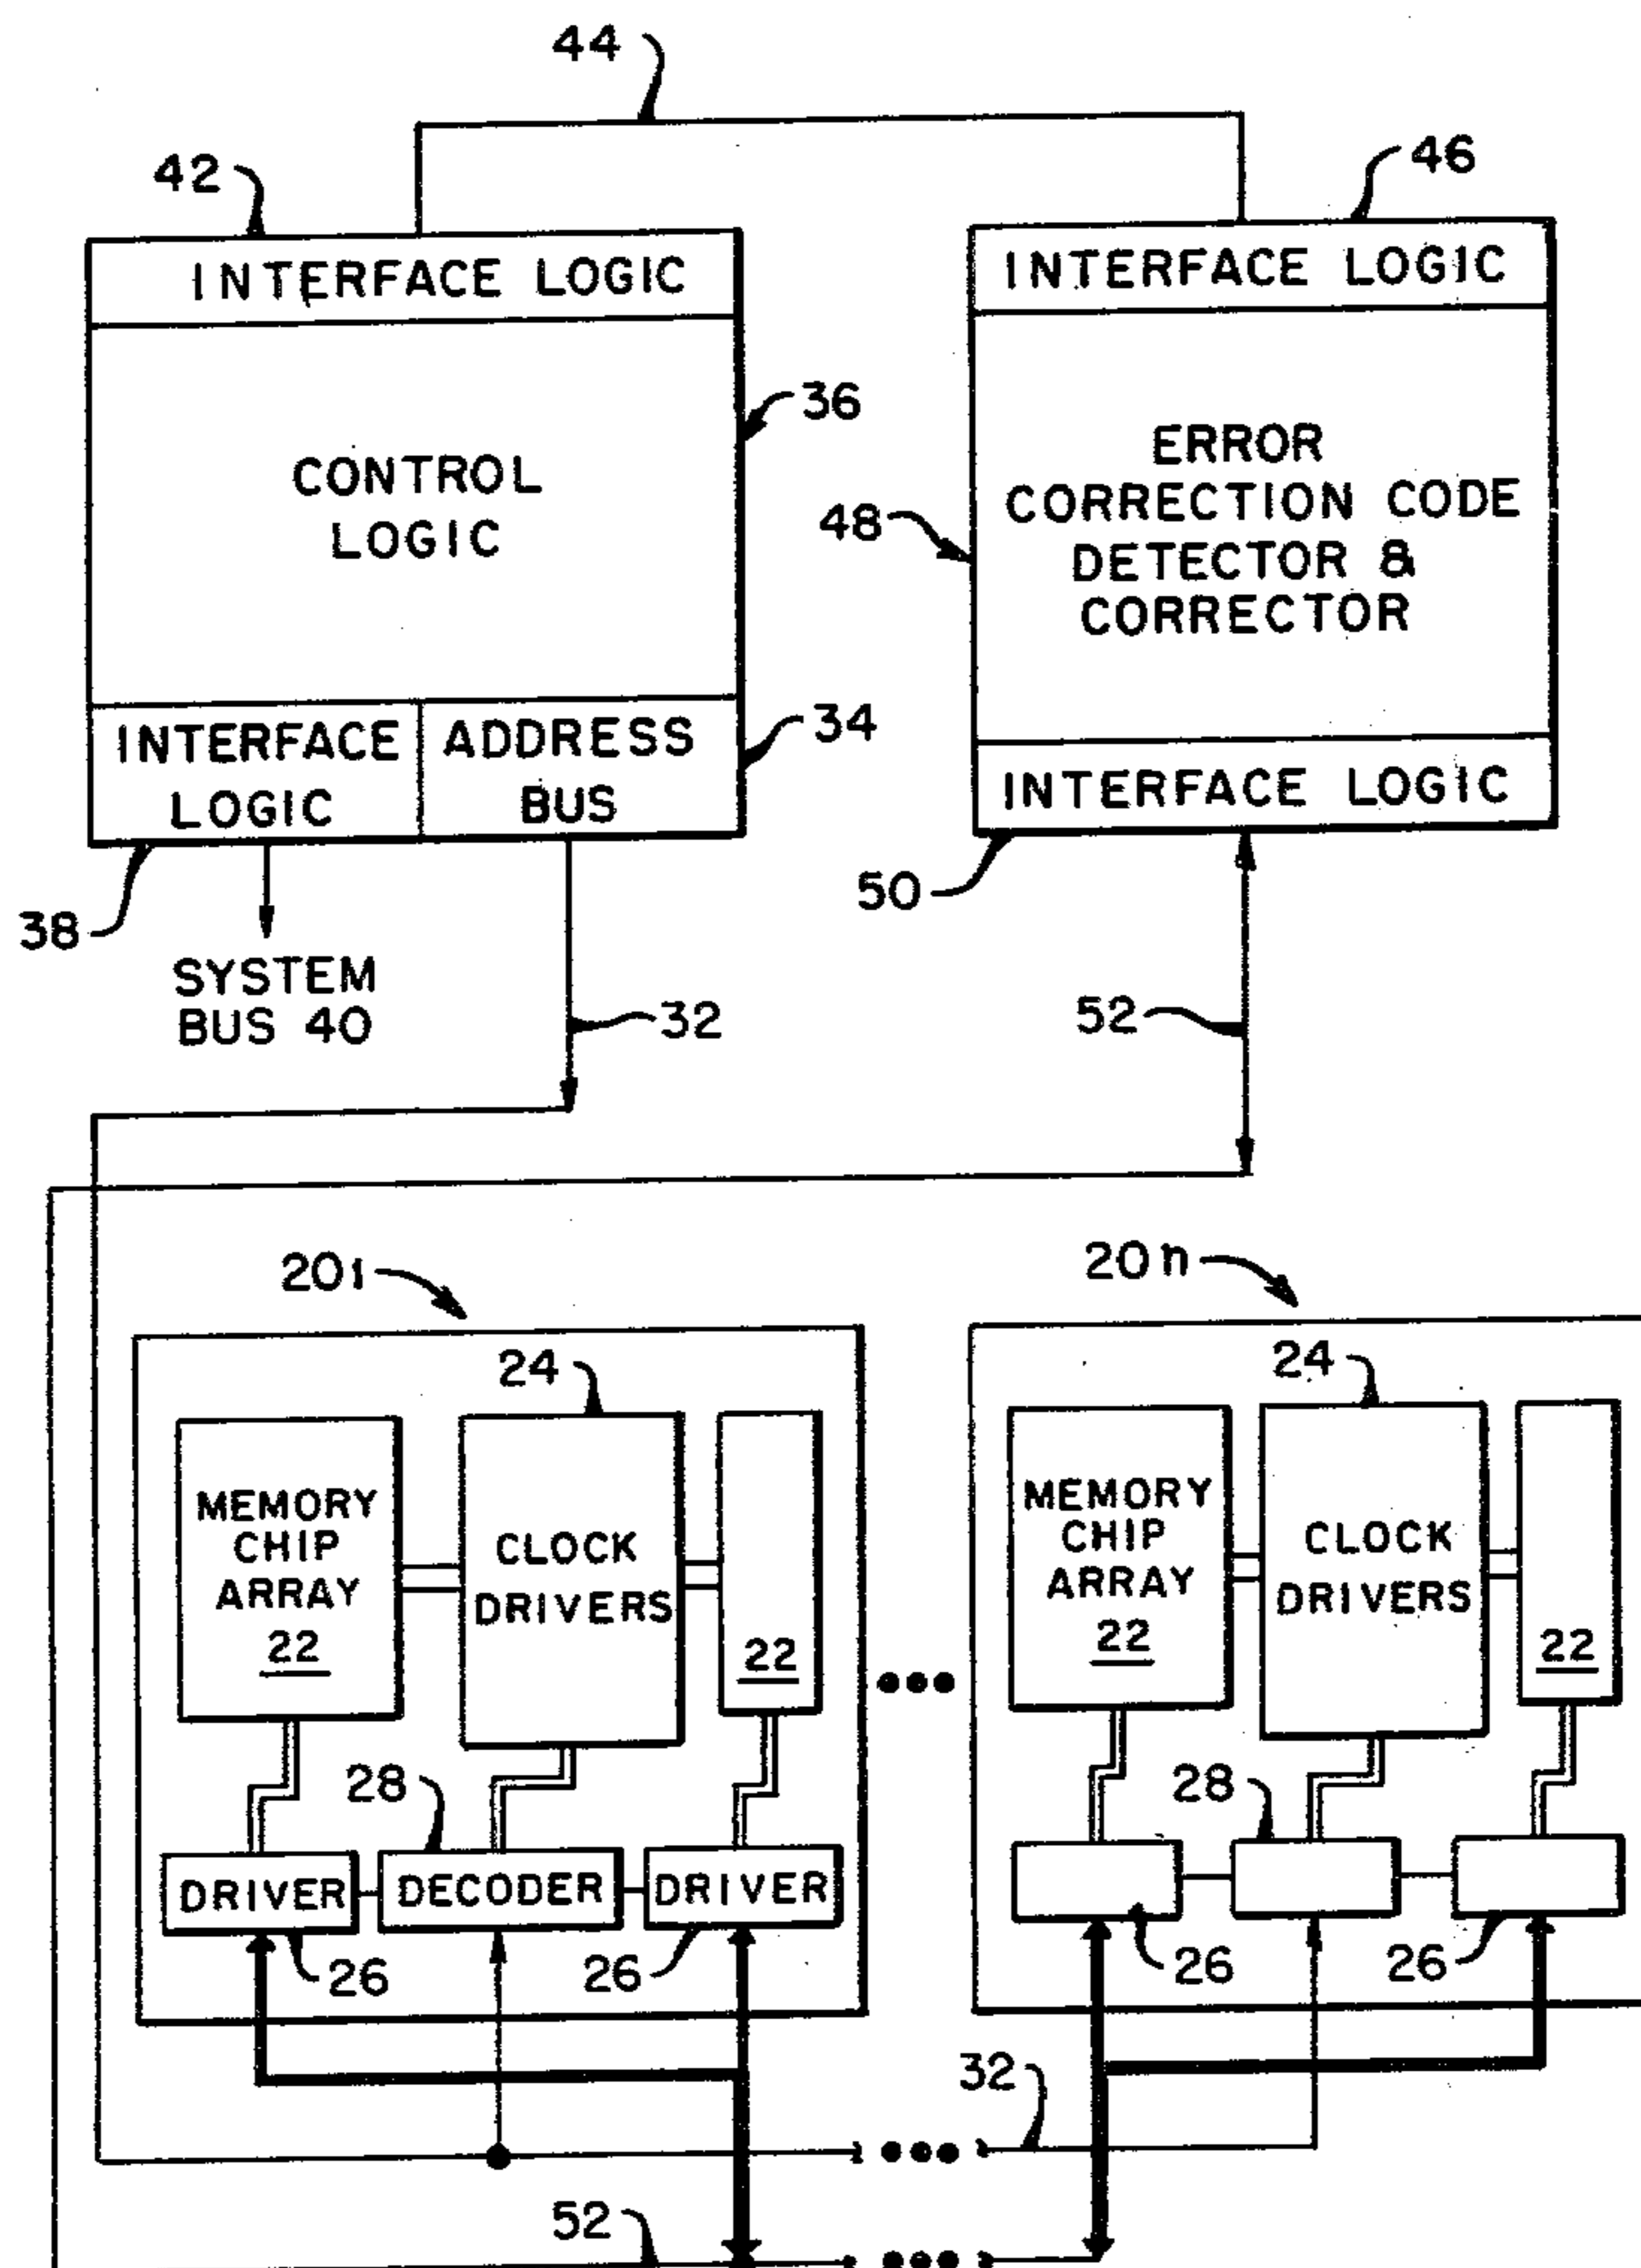 44
42
46
INTERFACE LOGIC
INTERFACE LOGIC
36
CONTROL
LOGIC
ERROR
CORRECTION CODE
DETECTOR &
CORRECTOR
48
34
INTERFACE
LOGIC
ADDRESS
BUS
INTERFACE LOGIC
38
50
SYSTEM
BUS 40
32
52
201
20n
24
24
MEMORY
CHIP
ARRAY
22
CLOCK
DRIVERS
22
MEMORY
CHIP
ARRAY
22
CLOCK
DRIVERS
22
28
28
DRIVER
DECODER
DRIVER
26
26
26
26
32
52